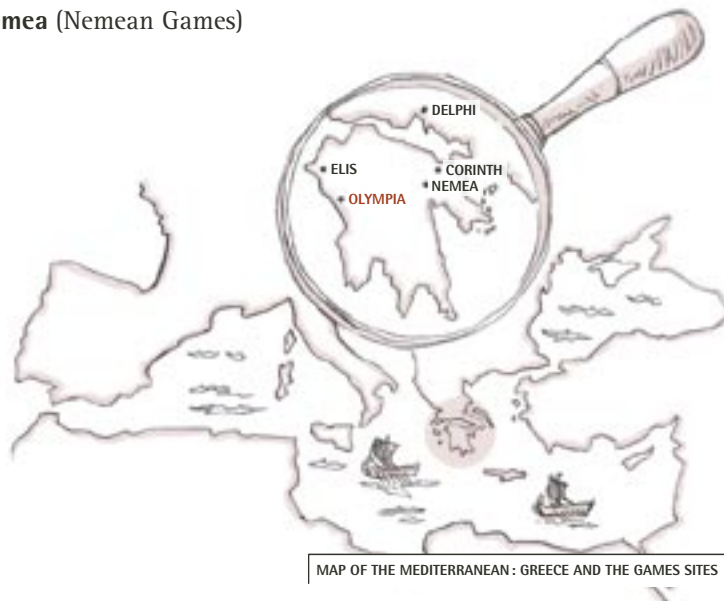 mea (Nemean Games)
DELPHI
ELIS
CORINTH
NEMEA
OLYMPIA
MAP OF THE MEDITERRANEAN: GREECE AND THE GAMES SITES